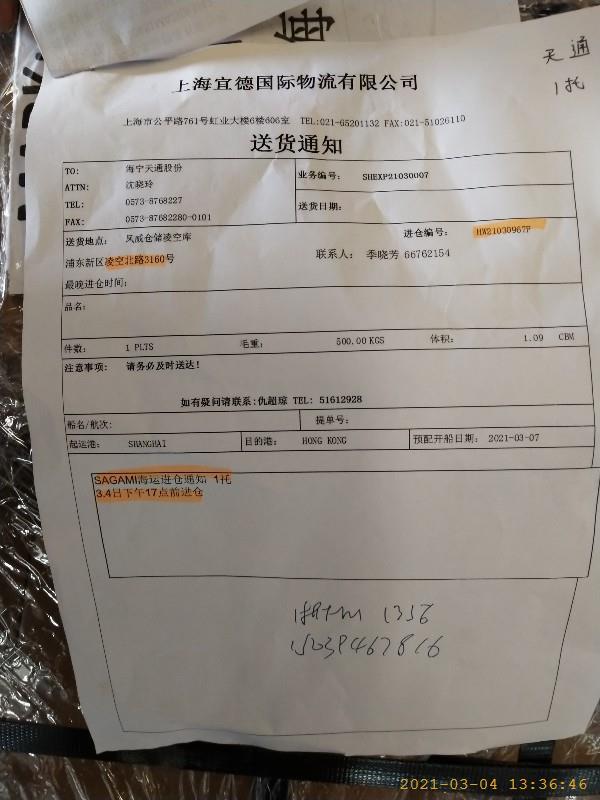 天通
1托
上海宜德国际物流有限公司
上海市公平路761号虹业大楼6楼606室 TEL:021-65201132 FAX:021-51026110
送货通知
TO: 海宁天通股份
ATTN: 沈晓玲
TEL: 0573-8768227
FAX: 0573-87682280-0101
业务编号: SHEXP21030007
送货日期:
送货地点: 风威仓储凌空库
进仓编号: HW21030967P
浦东新区凌空北路3160号
联系人: 季晓芳 66762154
最晚进仓时间:
品名:
件数: 1 PLTS 毛重: 500.00 KGS 体积: 1.09 CBM
注意事项: 请务必及时送达!
如有疑问请联系:仇超琼 TEL: 51612928
船名/航次: 提单号:
起运港: SHANGHAI 目的港: HONG KONG 预配开船日期: 2021-03-07
SAGAMI海运进仓通知 1托
3.4日下午17点前进仓
1356
2021-03-04 13:36:46